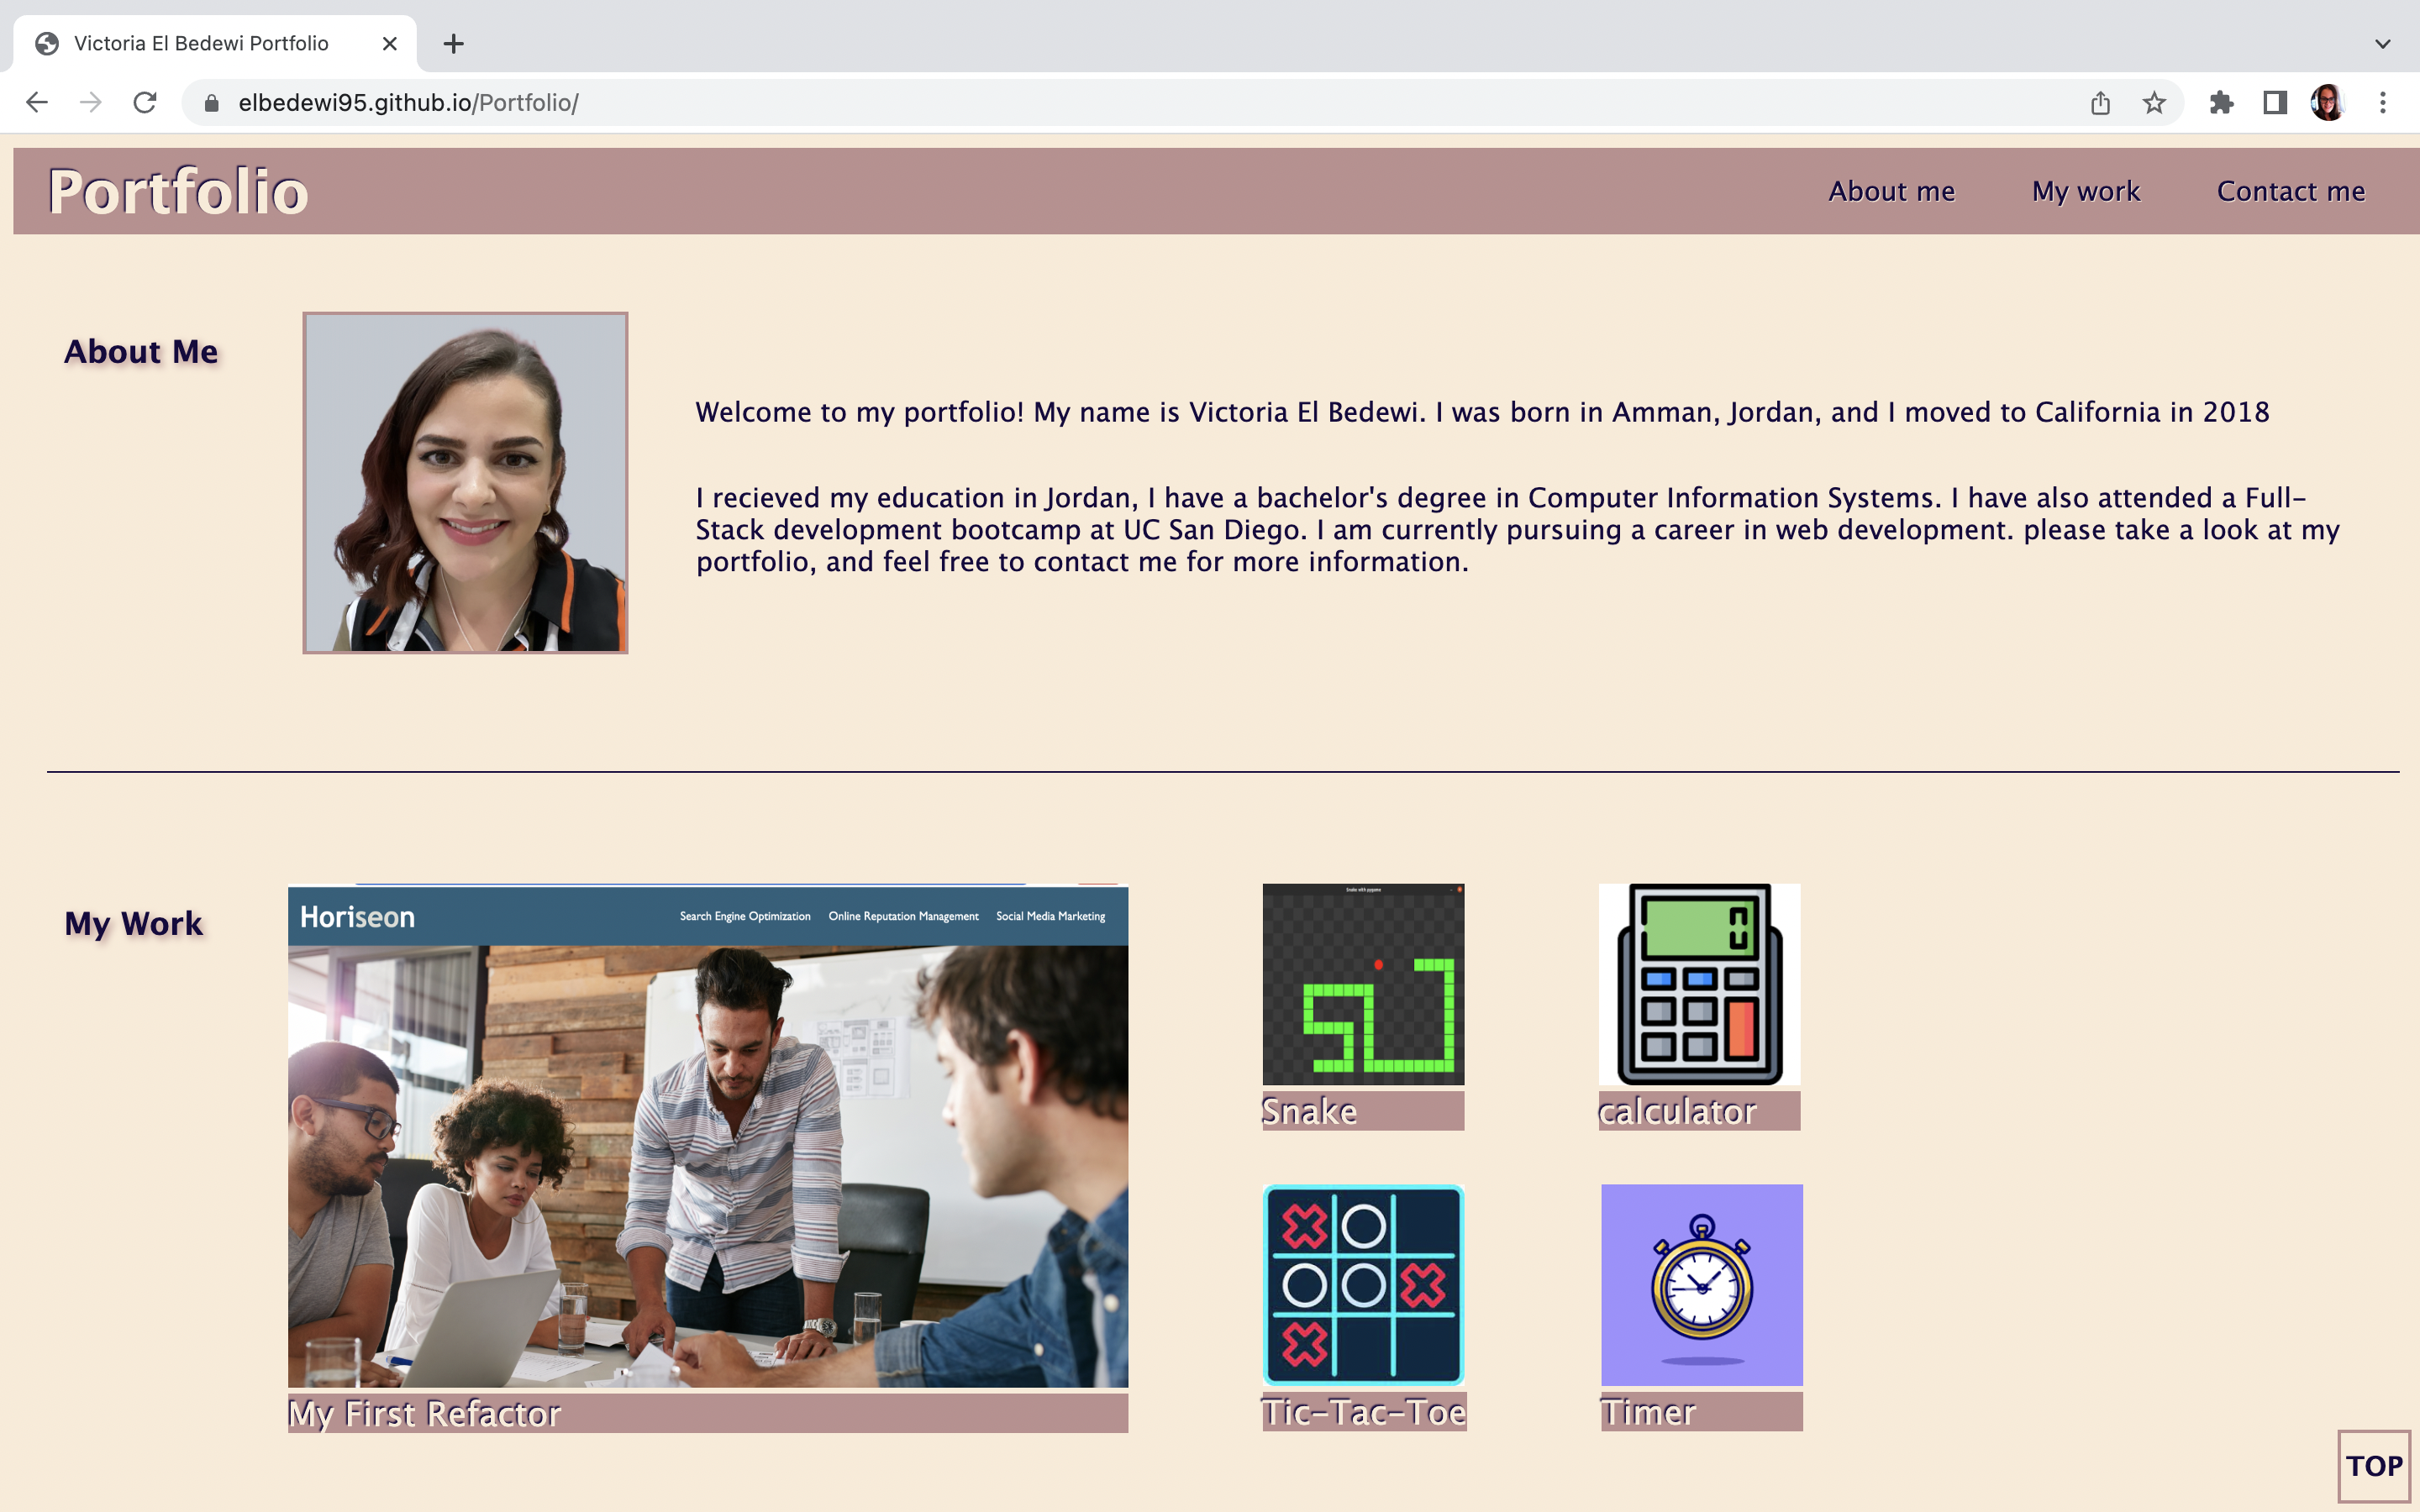 Victoria El Bedewi Portfolio
elbedewi95.github.io/Portfolio/
Portfolio
About me
My work
Contact me
About Me
Welcome to my portfolio! My name is Victoria El Bedewi. I was born in Amman, Jordan, and I moved to California in 2018
I recieved my education in Jordan, I have a bachelor's degree in Computer Information Systems. I have also attended a Full-
Stack development bootcamp at UC San Diego. I am currently pursuing a career in web development. please take a look at my
portfolio, and feel free to contact me for more information.
My Work
Horiseon
Search Engine Optimization
Online Reputation Management
Social Media Marketing
My First Refactor
Snake with pygame
Snake
0
calculator
Tic-Tac-Toe
Timer
TOP